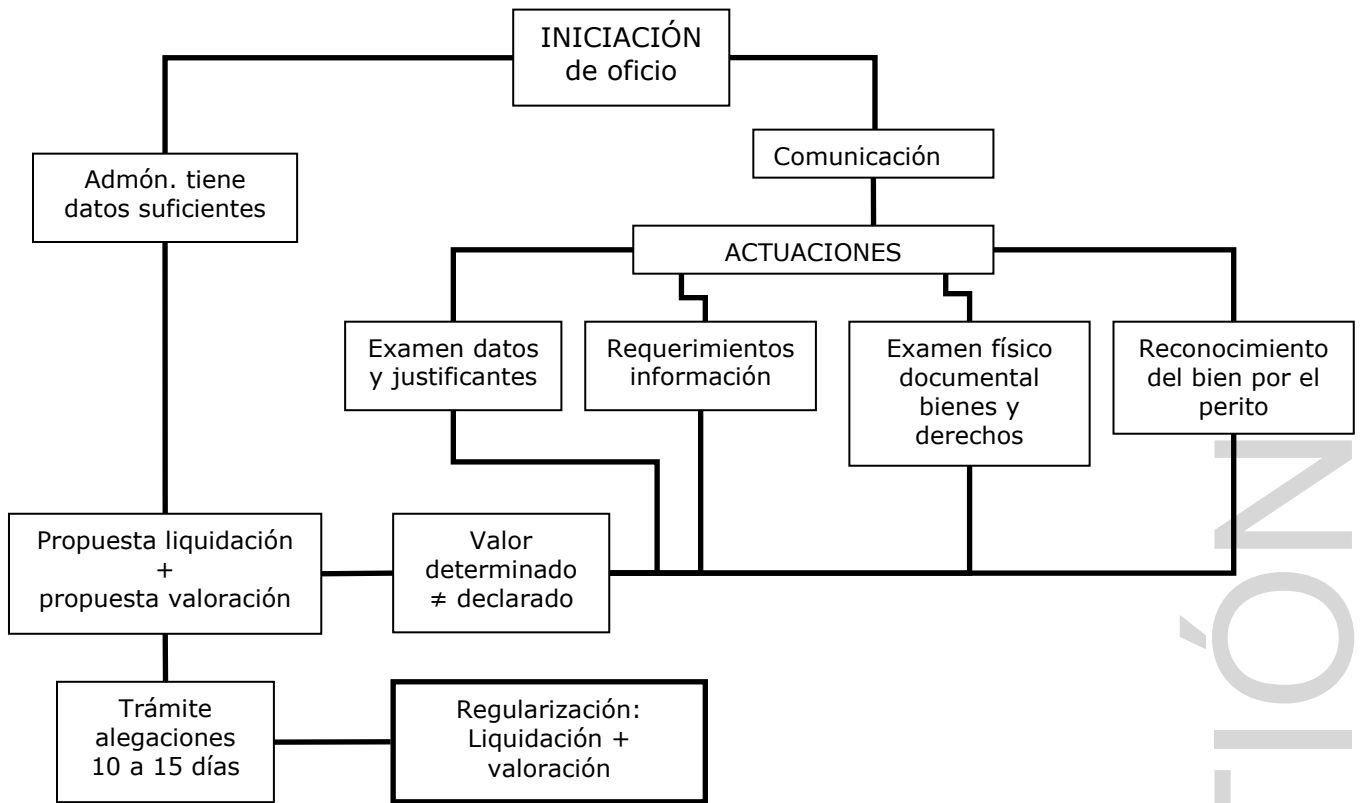 INICIACIÓN
de oficio
Comunicación
Admón. tiene
datos suficientes
ACTUACIONES
Examen datos
y justificantes
Requerimientos
información
Examen físico
documental
bienes y
derechos
Reconocimiento
del bien por el
perito
Propuesta liquidación
+
propuesta valoración
Valor
determinado
≠ declarado
Trámite
alegaciones
10 a 15 días
Regularización:
Liquidación +
valoración
TIÓN